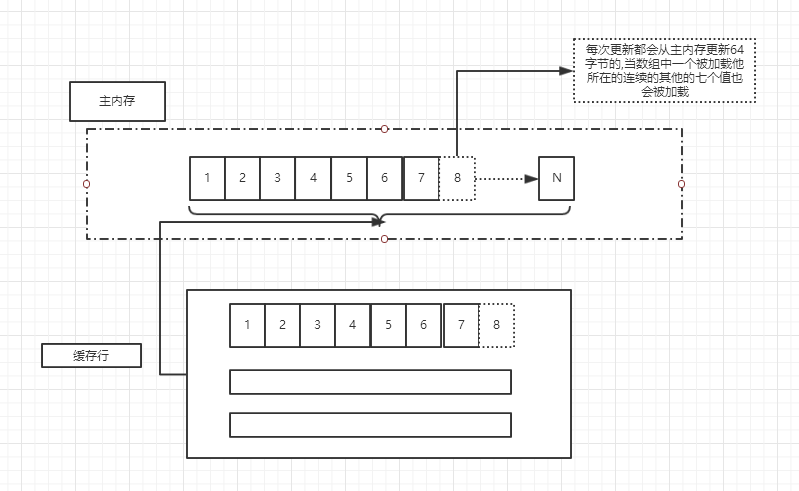 每次更新都会从主内存更新64
字节的,当数组中一个被加载他
所在的连续的其他的七个值也
会被加载
主内存
1 2 3 4 5 6 7 8 N
1 2 3 4 5 6 7 8
缓存行